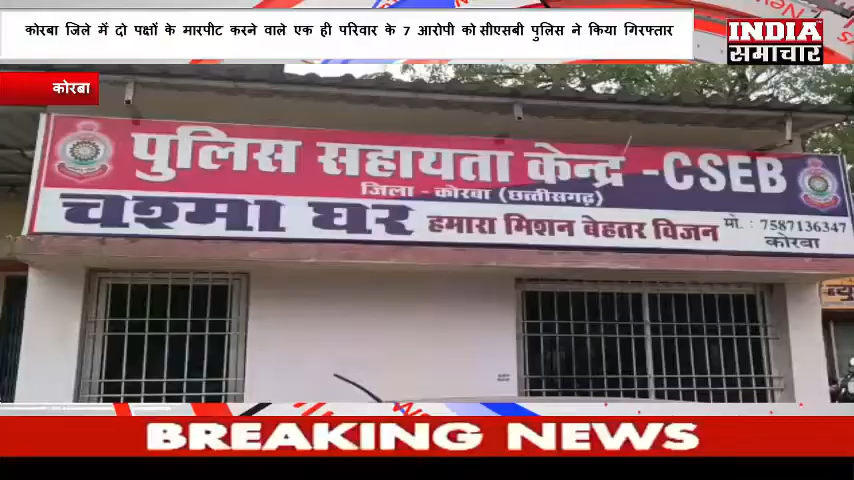 कोरबा जिले में दो पक्षों के मारपीट करने वाले एक ही परिवार के 7 आरोपी को सीएसबी पुलिस ने किया गिरफ्तार
INDIA
समाचार
कोरबा
पुलिस सहायता केन्द्र -CSEB
जिला - कोरबा (छत्तीसगढ़)
चश्मा घर हमारा मिशन बेहतर विजन मो. : 7587136347
कोरबा
BREAKING NEWS